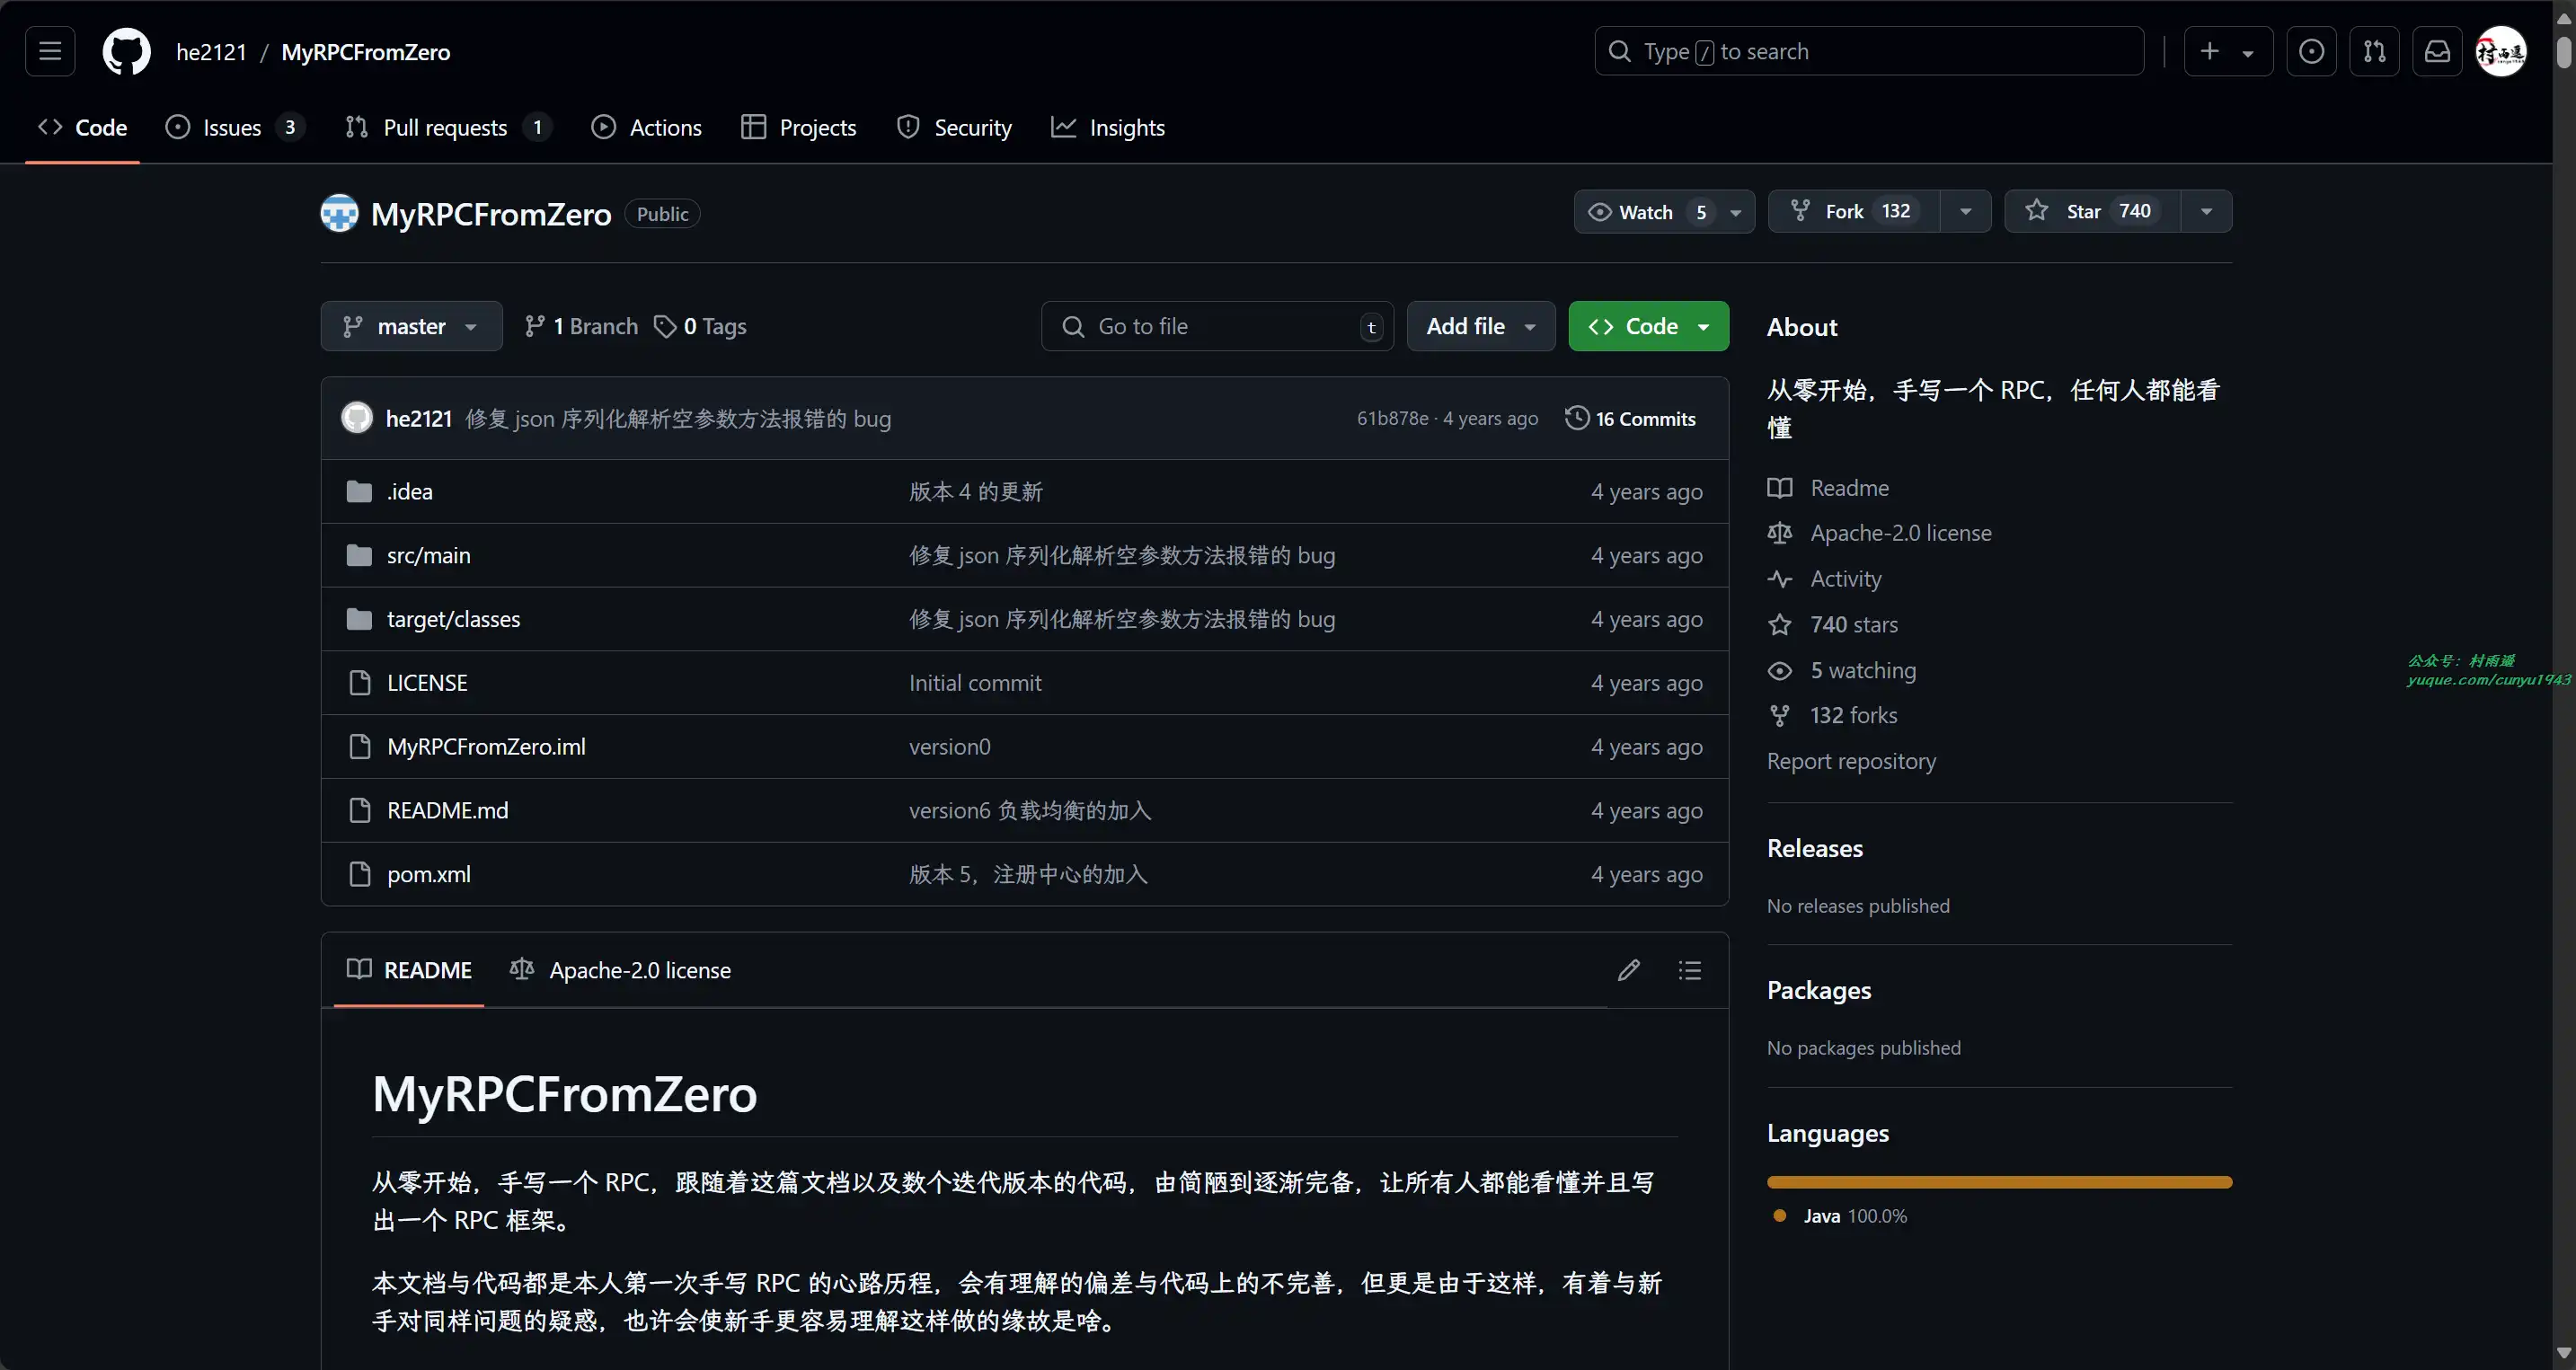 he2121 / MyRPCFromZero
Type / to search
Code Issues 3 Pull requests 1 Actions Projects Security Insights
MyRPCFromZero Public
Watch 5 Fork 132 Star 740
master 1 Branch 0 Tags
Go to file t Add file Code
he2121 修复 json 序列化解析空参数方法报错的 bug 61b878e · 4 years ago 16 Commits
.idea 版本 4 的更新 4 years ago
src/main 修复 json 序列化解析空参数方法报错的 bug 4 years ago
target/classes 修复 json 序列化解析空参数方法报错的 bug 4 years ago
LICENSE Initial commit 4 years ago
MyRPCFromZero.iml version0 4 years ago
README.md version6 负载均衡的加入 4 years ago
pom.xml 版本 5，注册中心的加入 4 years ago
README Apache-2.0 license
MyRPCFromZero
从零开始，手写一个 RPC，跟随着这篇文档以及数个迭代版本的代码，由简陋到逐渐完备，让所有人都能看懂并且写
出一个 RPC 框架。
本文档与代码都是本人第一次手写 RPC 的心路历程，会有理解的偏差与代码上的不完善，但更是由于这样，有着与新
手对同样问题的疑惑，也许会使新手更容易理解这样做的缘故是啥。
About
从零开始，手写一个 RPC，任何人都能看
懂
Readme
Apache-2.0 license
Activity
740 stars
5 watching
132 forks
Report repository
Releases
No releases published
Packages
No packages published
Languages
Java 100.0%
公众号：村雨遥
yuque.com/cunyu1943